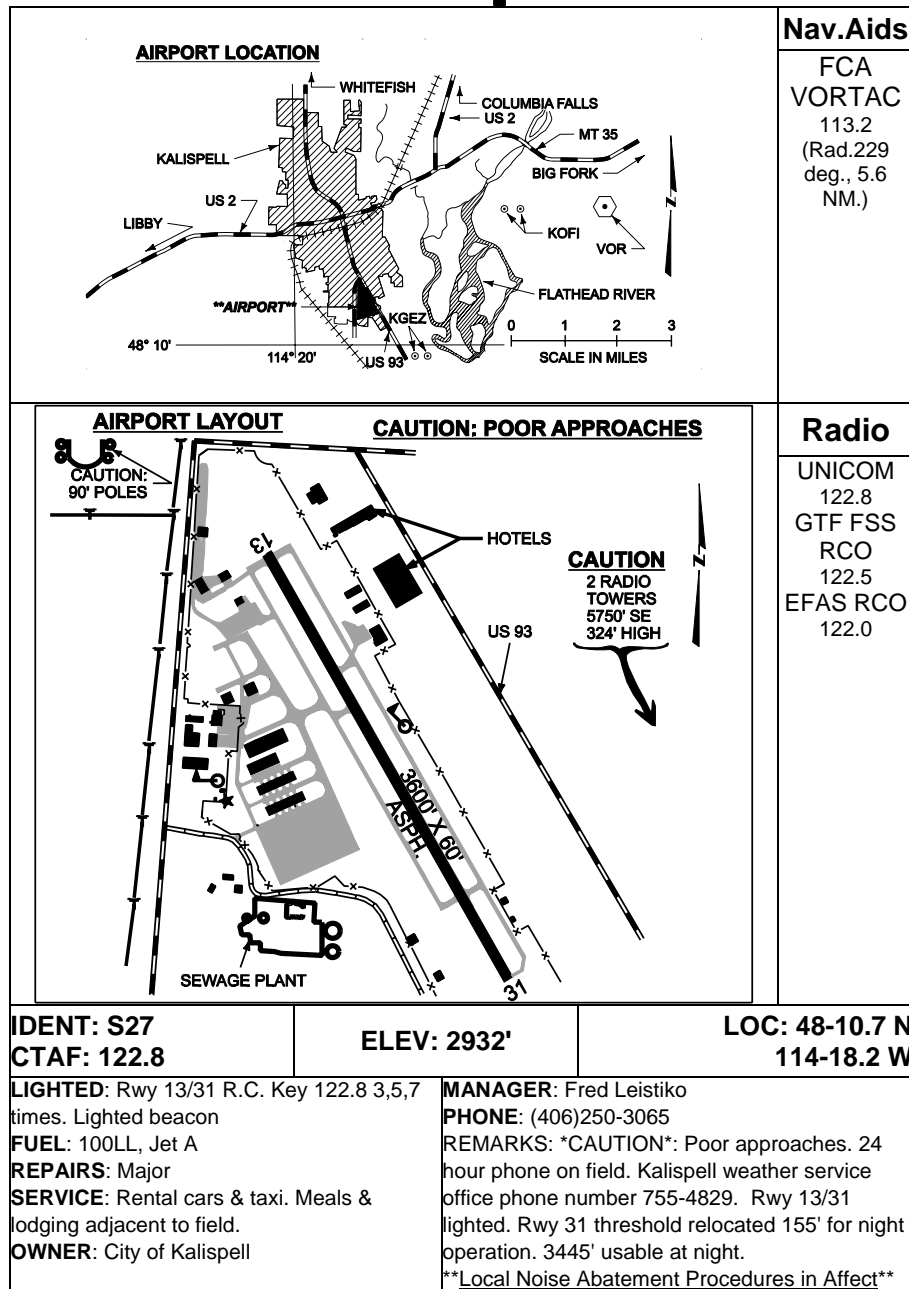 Nav.Aids
FCA
VORTAC
113.2
(Rad.229
deg., 5.6
NM.)
AIRPORT LOCATION
WHITEFISH
COLUMBIA FALLS
US 2
MT 35
KALISPELL
BIG FORK
N
US 2
LIBBY
KOFI
VOR
FLATHEAD RIVER
**AIRPORT**
KGEZ
0 1 2 3
48° 10'
114° 20'
US 93
SCALE IN MILES
Radio
UNICOM
122.8
GTF FSS
RCO
122.5
EFAS RCO
122.0
AIRPORT LAYOUT
CAUTION: POOR APPROACHES
CAUTION:
90' POLES
13
HOTELS
CAUTION
2 RADIO
TOWERS
5750' SE
324' HIGH
N
US 93
3600' X 60'
ASPH.
SEWAGE PLANT
31
IDENT: S27
CTAF: 122.8
ELEV: 2932'
LOC: 48-10.7 N
114-18.2 W
LIGHTED: Rwy 13/31 R.C. Key 122.8 3,5,7
times. Lighted beacon
FUEL: 100LL, Jet A
REPAIRS: Major
SERVICE: Rental cars & taxi. Meals &
lodging adjacent to field.
OWNER: City of Kalispell
MANAGER: Fred Leistiko
PHONE: (406)250-3065
REMARKS: *CAUTION*: Poor approaches. 24
hour phone on field. Kalispell weather service
office phone number 755-4829. Rwy 13/31
lighted. Rwy 31 threshold relocated 155' for night
operation. 3445' usable at night.
**Local Noise Abatement Procedures in Affect**